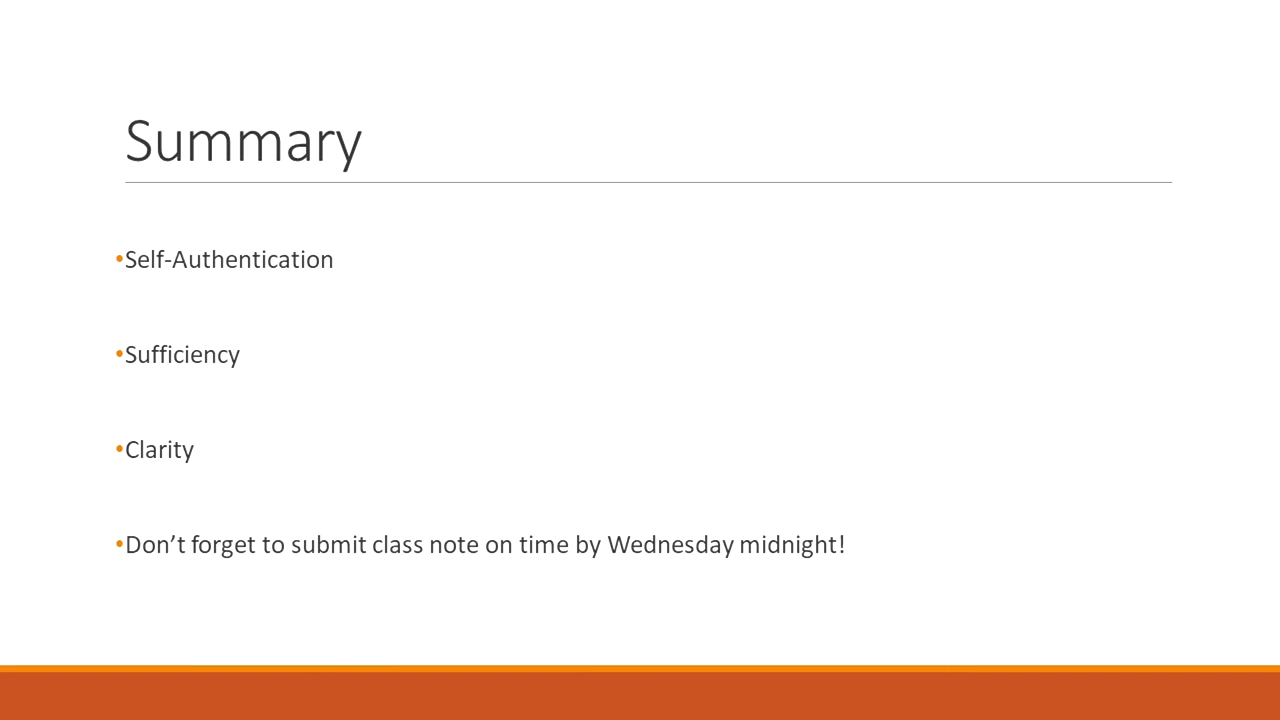 Summary
•Self-Authentication
•Sufficiency
•Clarity
•Don’t forget to submit class note on time by Wednesday midnight!